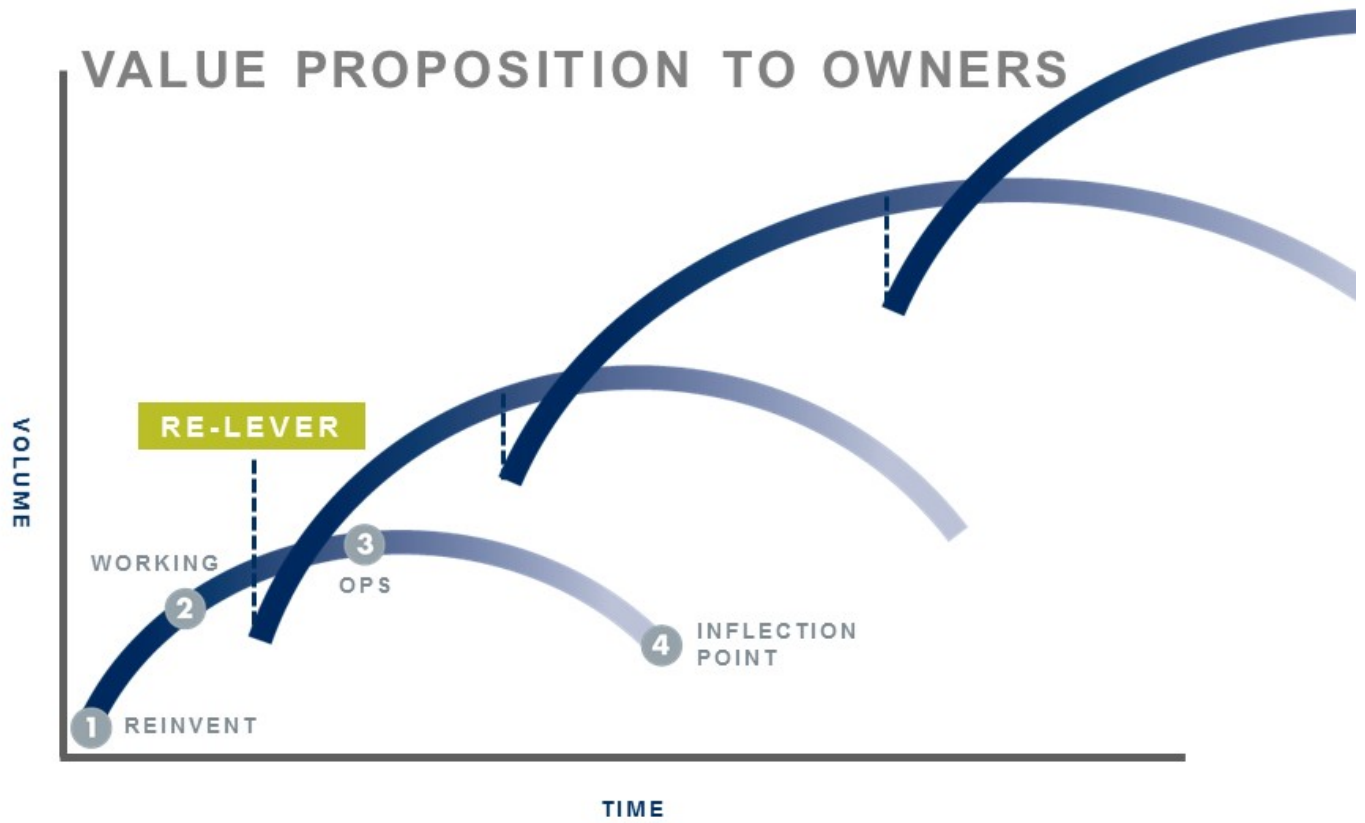 VALUE PROPOSITION TO OWNERS
RE-LEVER
VOLUME
WORKING
3
OPS
2
INFLECTION
4
POINT
1
REINVENT
TIME